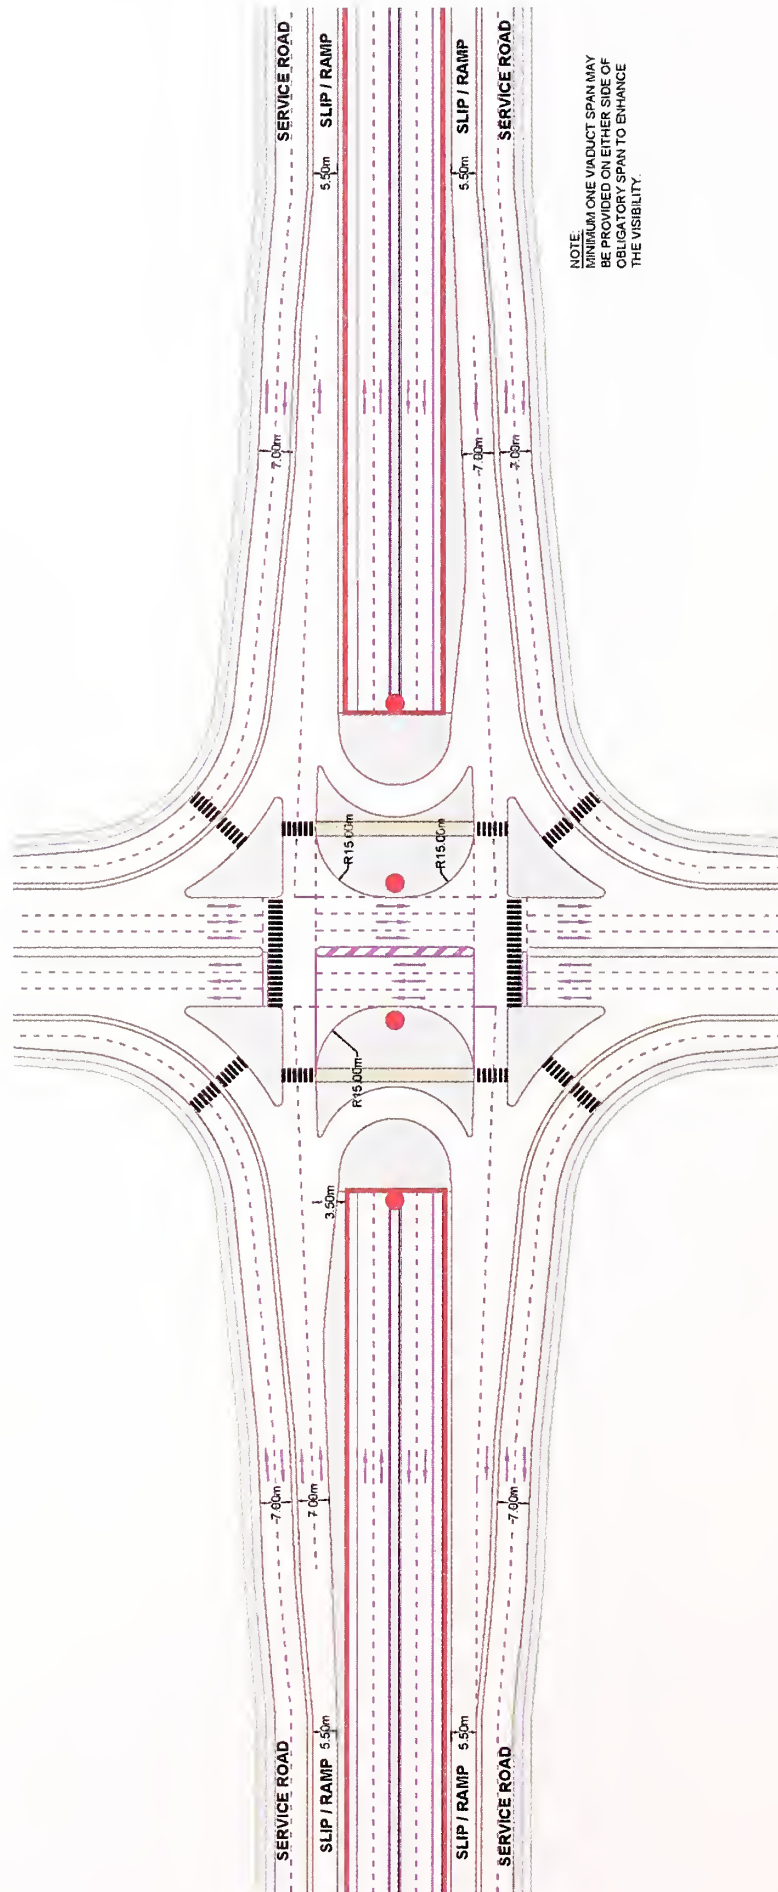 SERVICE ROAD
SLIP / RAMP
SLIP / RAMP
SERVICE ROAD
5.50m
5.50m
NOTE:
MINIMUM ONE VIADUCT SPAN MAY
BE PROVIDED ON EITHER SIDE OF
OBLIGATORY SPAN TO ENHANCE
THE VISIBILITY.
7.00m
7.00m
7.00m
R15.00m
R15.00m
R15.00m
3.50m
7.00m
7.00m
7.00m
5.50m
5.50m
SERVICE ROAD
SLIP / RAMP
SLIP / RAMP
SERVICE ROAD